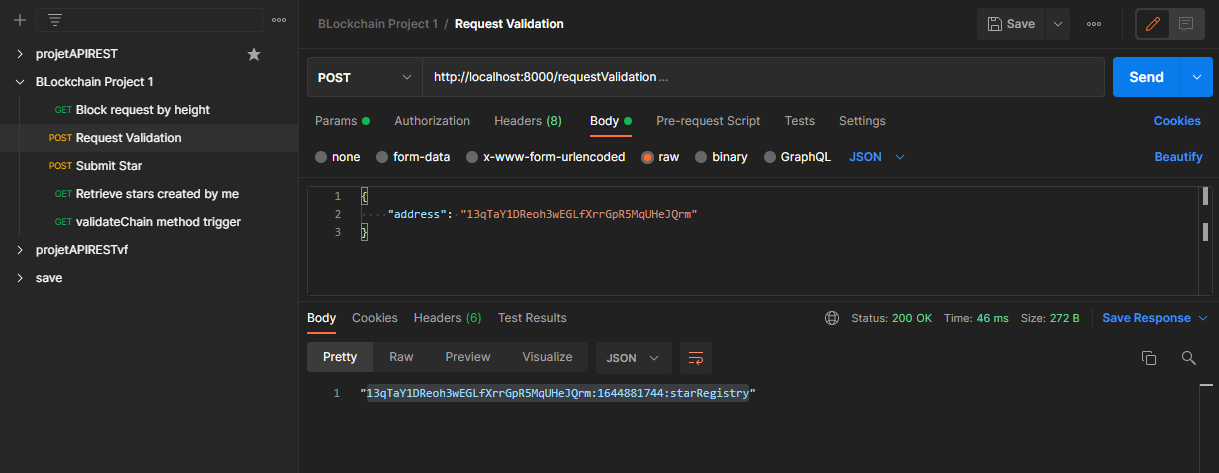 BLockchain Project 1 / Request Validation
Save
projetAPIREST
BLockchain Project 1
GET Block request by height
POST Request Validation
POST Submit Star
GET Retrieve stars created by me
GET validateChain method trigger
projetAPIRESTvf
save
POST http://localhost:8000/requestValidation ... Send
Params Authorization Headers (8) Body Pre-request Script Tests Settings Cookies
none form-data x-www-form-urlencoded raw binary GraphQL JSON Beautify
1 {
2 "address": "13qTaY1DReoh3wEGLfXrrGpR5MqUHeJQrm"
3 }
Body Cookies Headers (6) Test Results Status: 200 OK Time: 46 ms Size: 272 B Save Response
Pretty Raw Preview Visualize JSON
1 "13qTaY1DReoh3wEGLfXrrGpR5MqUHeJQrm:1644881744:starRegistry"